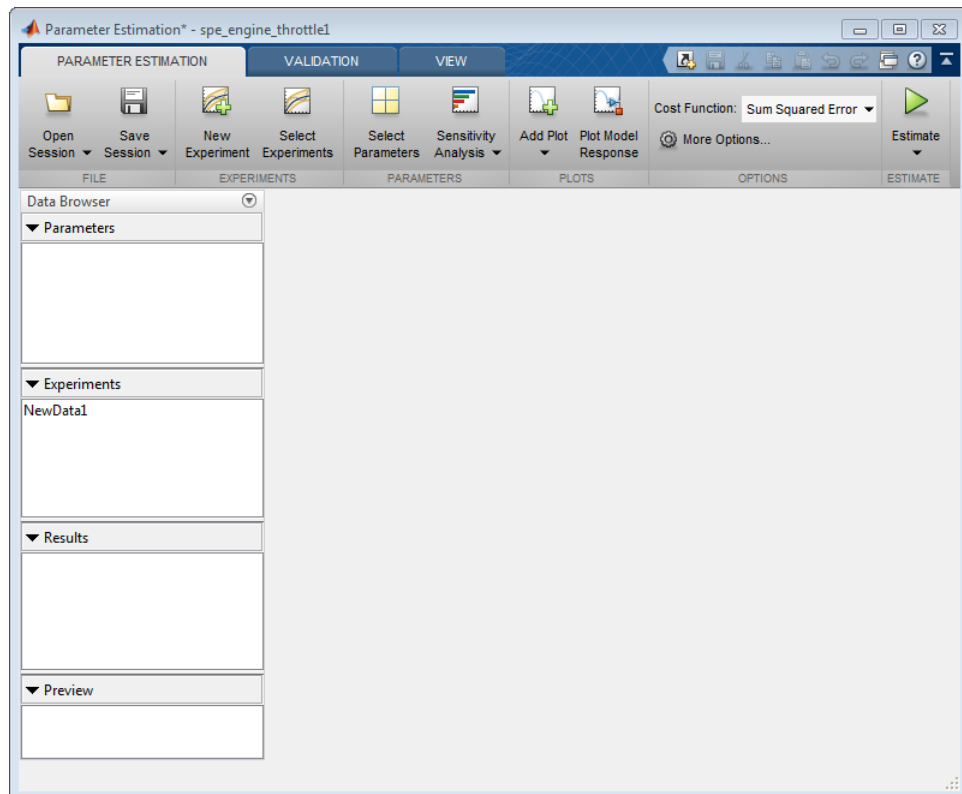 Parameter Estimation* - spe_engine_throttle1
PARAMETER ESTIMATION VALIDATION VIEW
Open Session Save Session New Experiment Select Experiments Select Parameters Sensitivity Analysis Add Plot Plot Model Response Cost Function: Sum Squared Error Estimate
More Options...
FILE EXPERIMENTS PARAMETERS PLOTS OPTIONS ESTIMATE
Data Browser
Parameters
Experiments
NewData1
Results
Preview